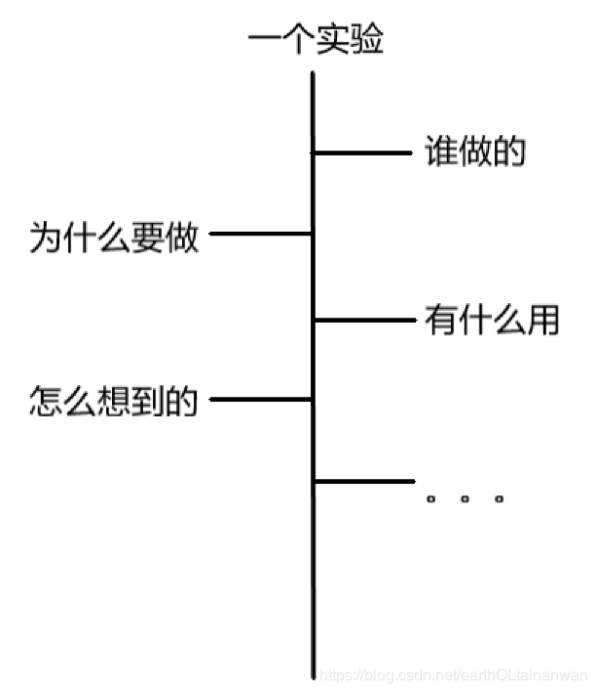 一个实验
谁做的
为什么要做
有什么用
怎么想到的
。。。
https://blog.csdn.net/earthOLtainanwan